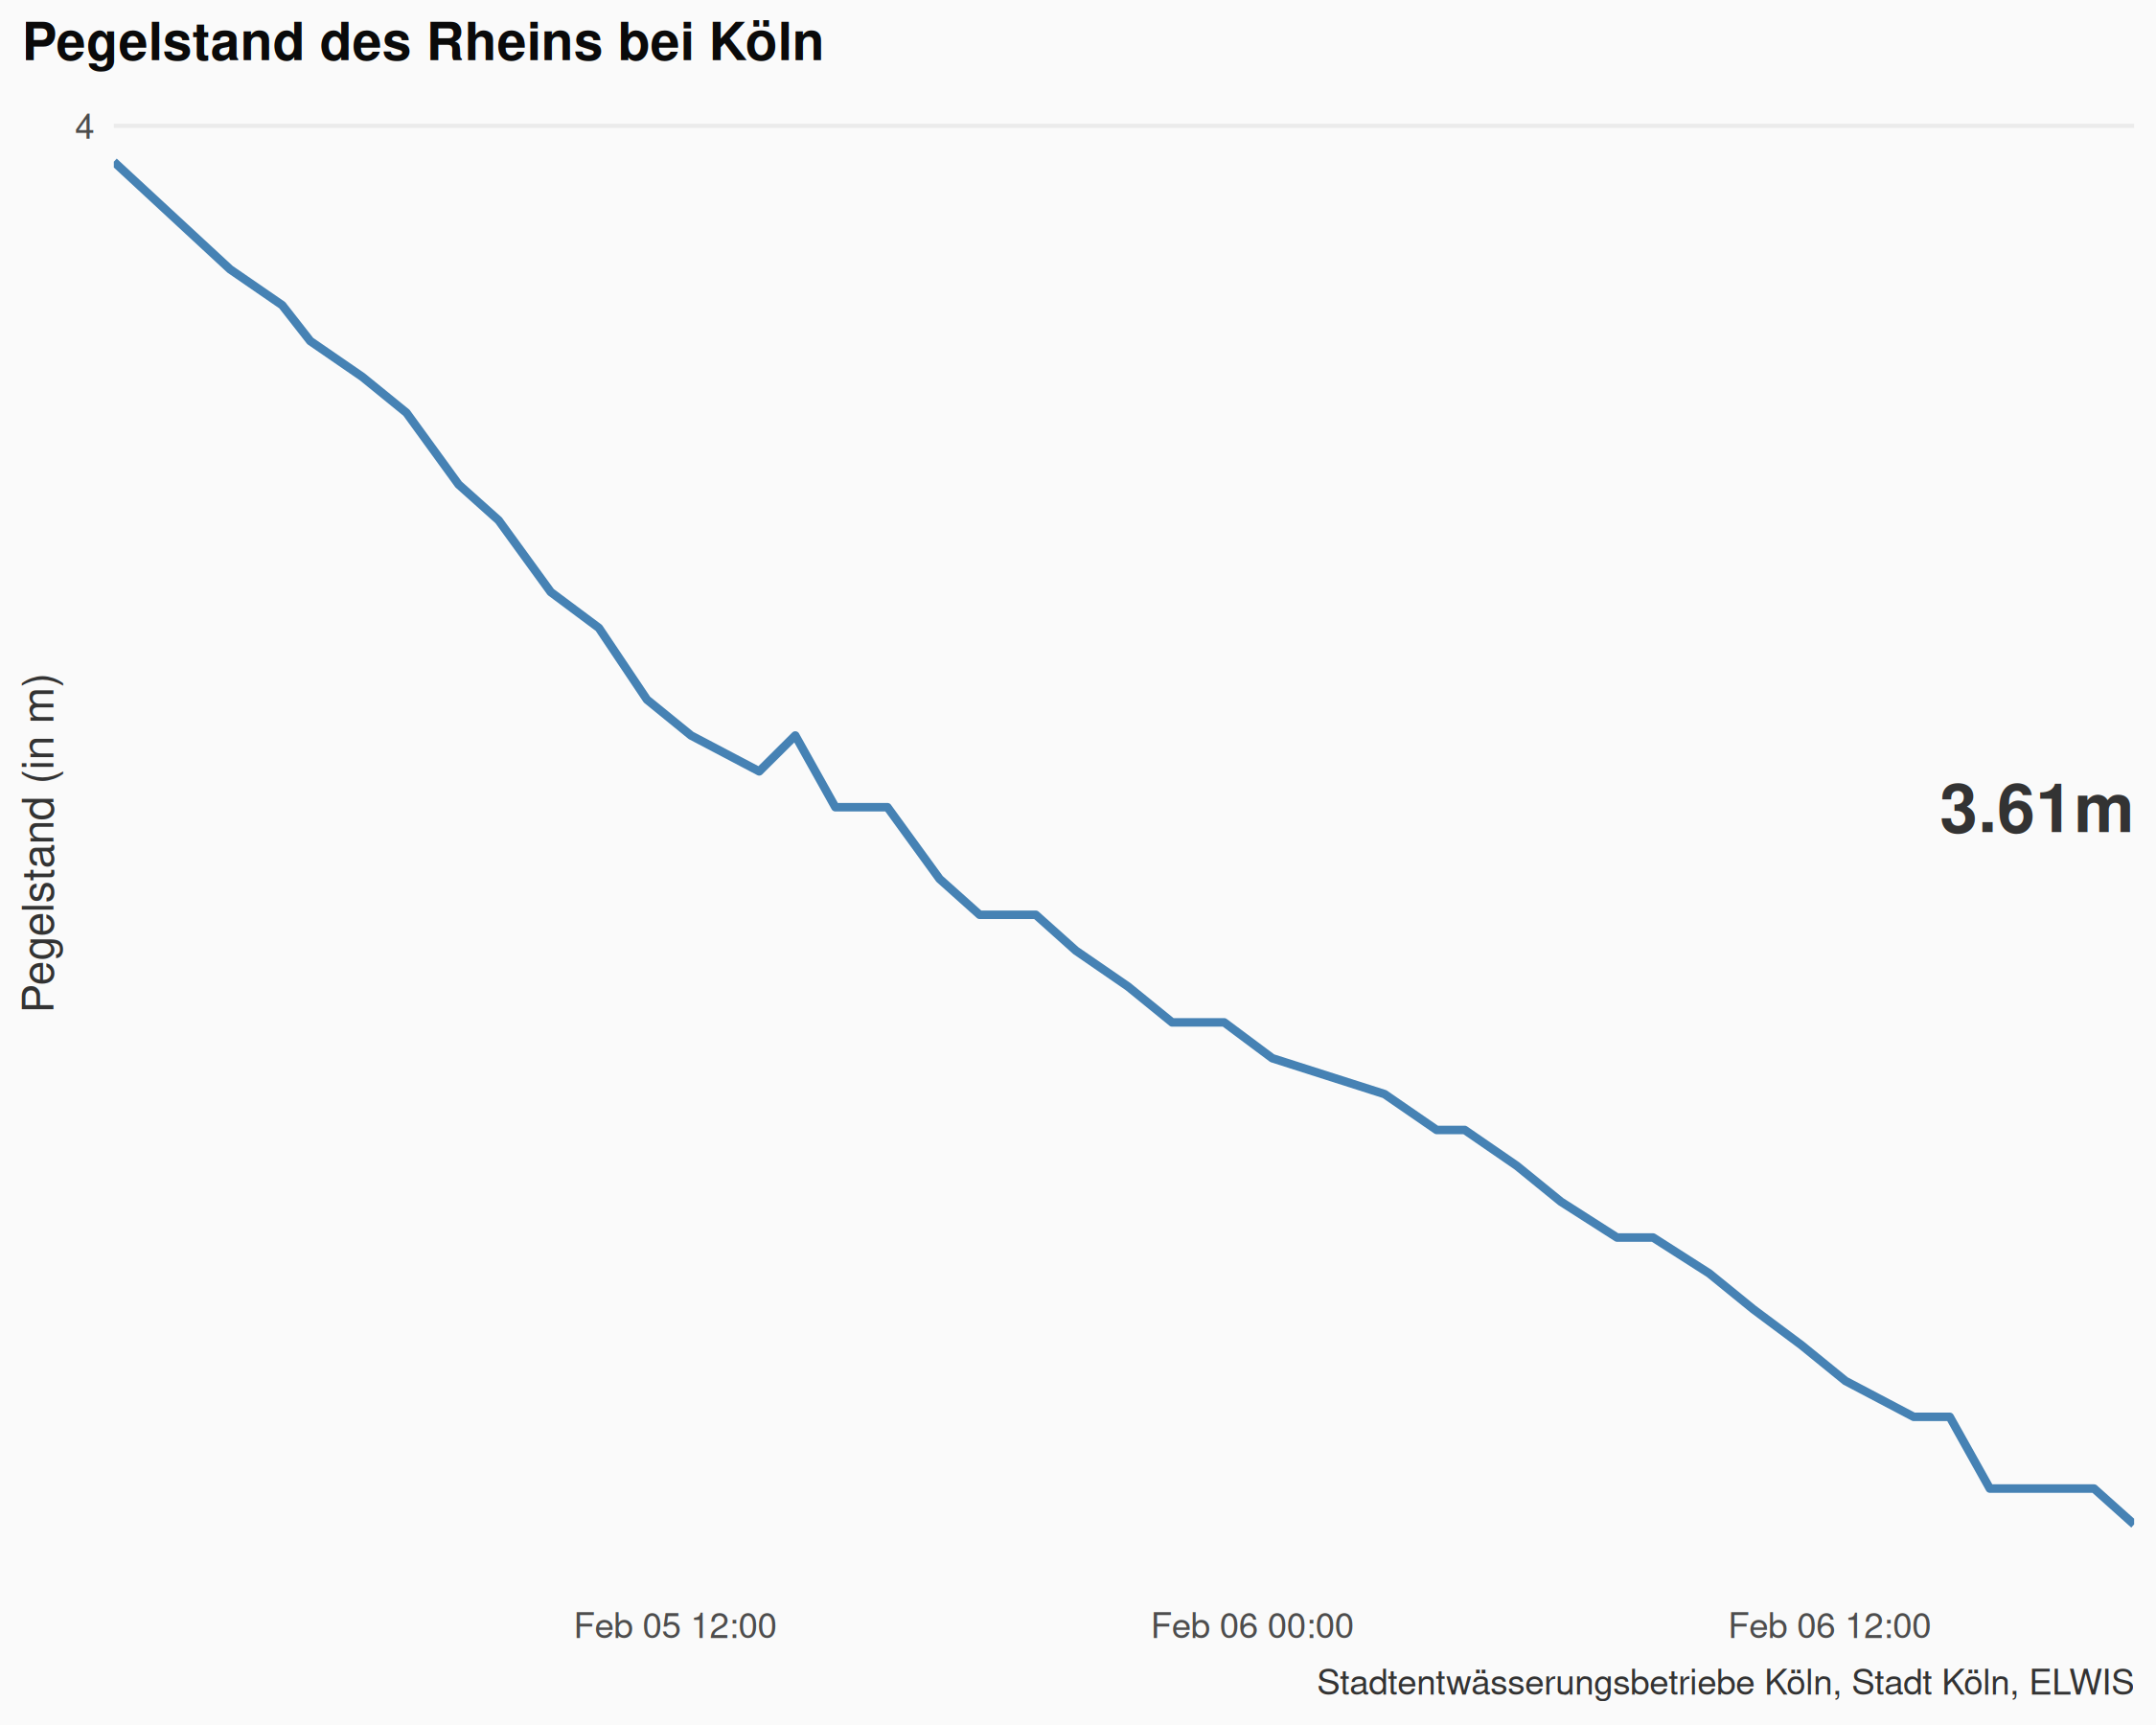 Pegelstand des Rheins bei Köln
4
Pegelstand (in m)
3.61m
Feb 05 12:00
Feb 06 00:00
Feb 06 12:00
Stadtentwässerungsbetriebe Köln, Stadt Köln, ELWIS